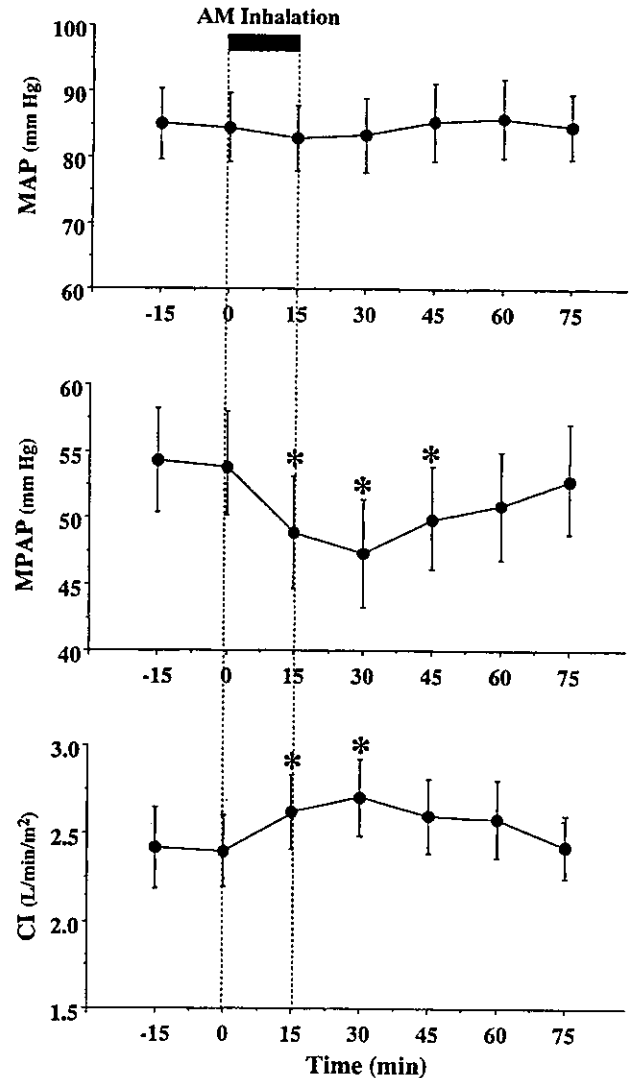 AM Inhalation
100
90
80
70
60
MAP (mm Hg)
-15 0 15 30 45 60 75
60
55
50
45
40
MPAP (mm Hg)
* * *
-15 0 15 30 45 60 75
3.0
2.5
2.0
1.5
CI (L/min/m²)
* *
-15 0 15 30 45 60 75
Time (min)